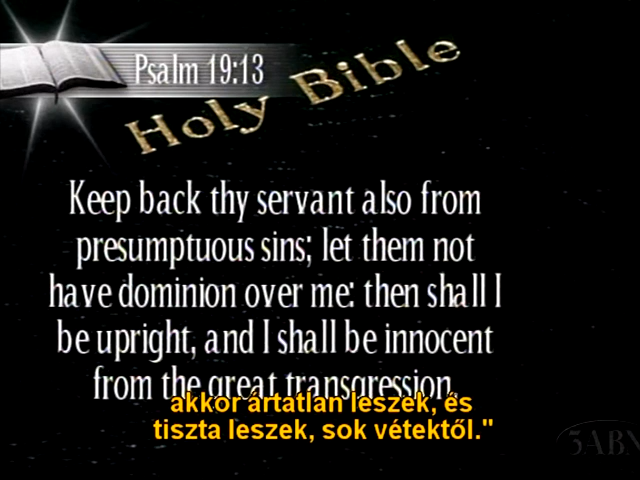 Psalm 19:13
Holy Bible
Keep back thy servant also from
presumptuous sins; let them not
have dominion over me: then shall I
be upright, and I shall be innocent
from the great transgression.
akkor ártatlan leszek, és
tiszta leszek, sok vétektől."
3ABN